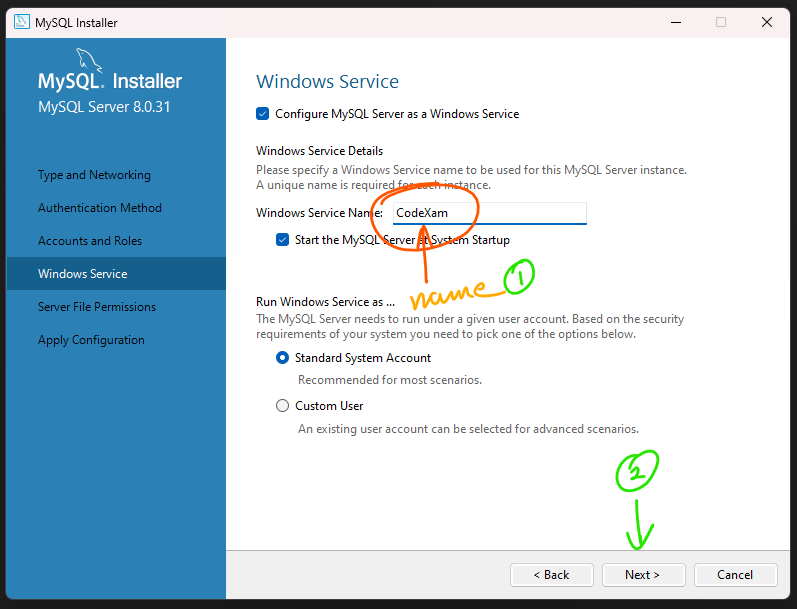 MySQL Installer
MySQL. Installer
MySQL Server 8.0.31
Type and Networking
Authentication Method
Accounts and Roles
Windows Service
Server File Permissions
Apply Configuration
Windows Service
Configure MySQL Server as a Windows Service
Windows Service Details
Please specify a Windows Service name to be used for this MySQL Server instance.
A unique name is required for each instance.
Windows Service Name: CodeXam
Start the MySQL Server at System Startup
name 1
Run Windows Service as ...
The MySQL Server needs to run under a given user account. Based on the security
requirements of your system you need to pick one of the options below.
Standard System Account
Recommended for most scenarios.
Custom User
An existing user account can be selected for advanced scenarios.
2
< Back
Next >
Cancel